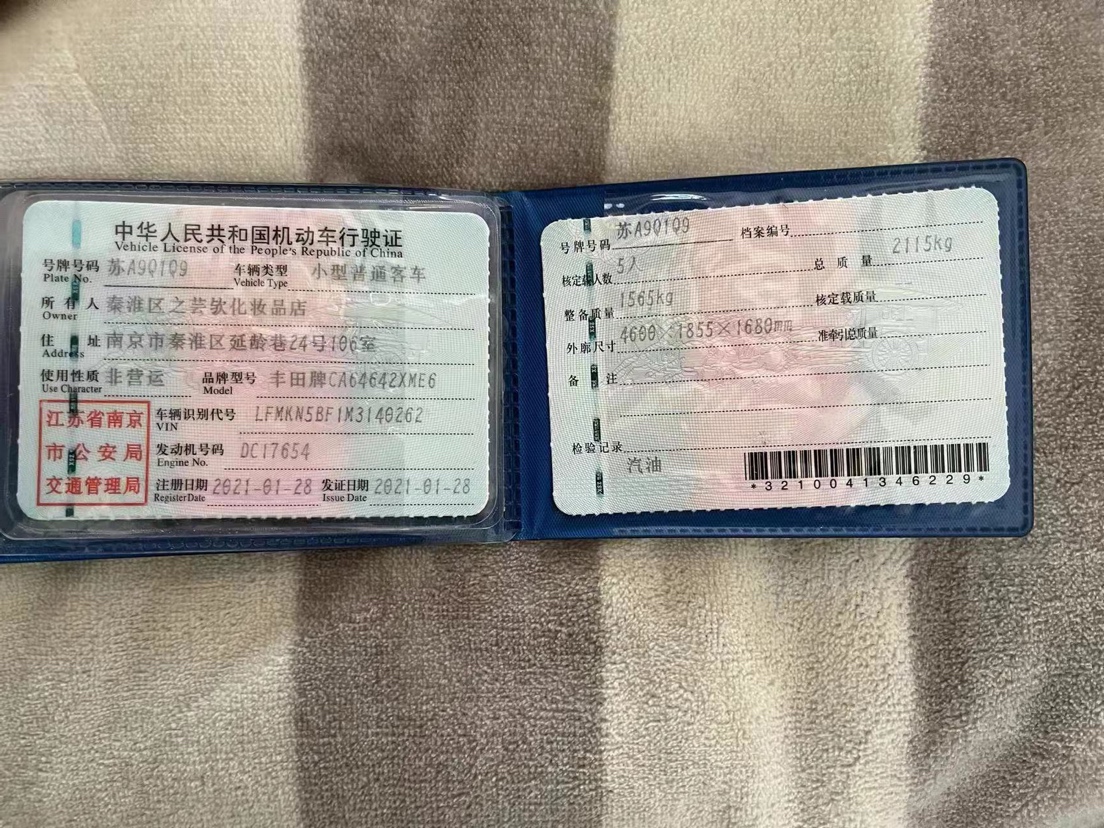 中华人民共和国机动车行驶证
Vehicle License of the People's Republic of China
号牌号码 苏A9Q1Q9 车辆类型 小型普通客车
Plate No. Vehicle Type
所有人 秦淮区之芸欤化妆品店
Owner
住址 南京市秦淮区延龄巷24号106室
Address
使用性质 非营运 品牌型号 丰田牌CA64642XME6
Use Character Model
江苏省南京
市公安局
交通管理局
车辆识别代号 LFMKN5BF1M3140262
VIN
发动机号码 DC17654
Engine No.
注册日期 2021-01-28 发证日期 2021-01-28
Register Date Issue Date
号牌号码 苏A9Q1Q9 档案编号
核定载人数 5人 总质量 2115kg
整备质量 1565kg 核定载质量 --
外廓尺寸 4600×1855×1680mm 准牵引总质量
备注
检验记录
汽油
*3210041346229*